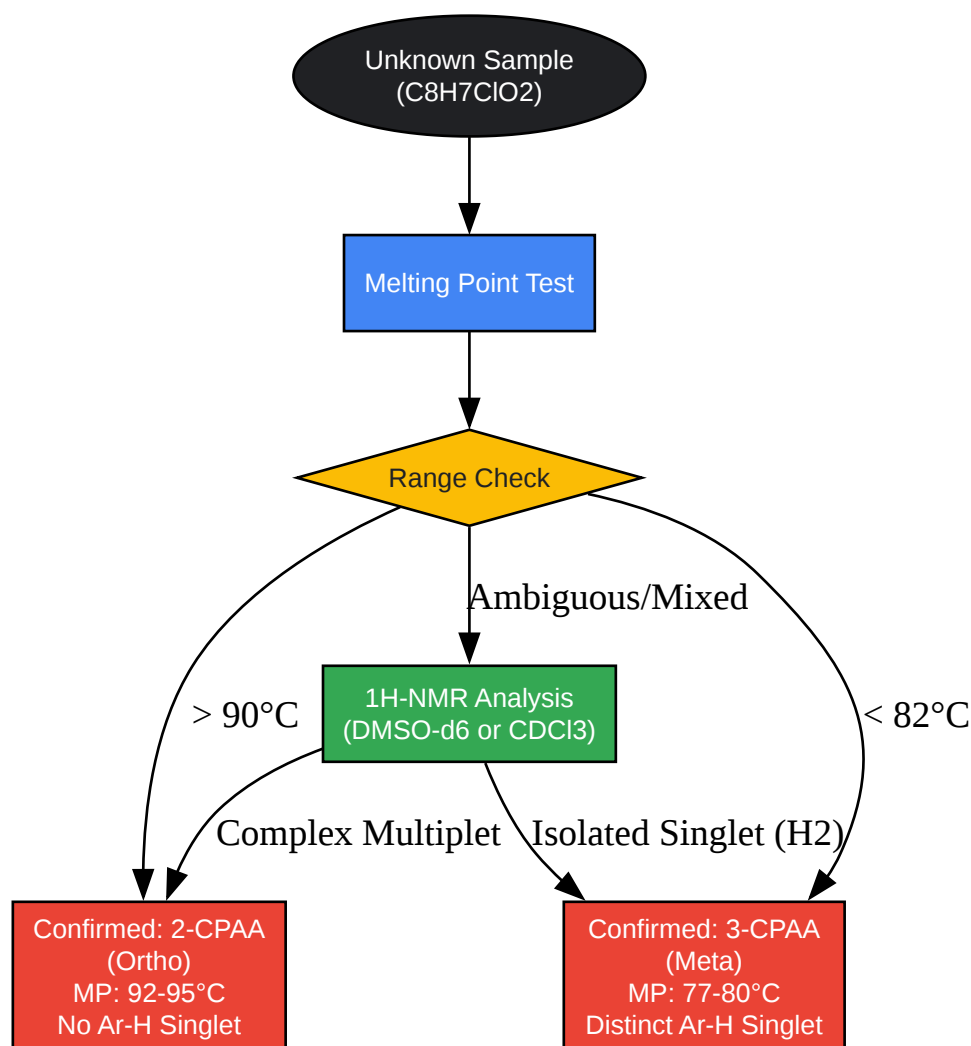 Unknown Sample
(C8H7ClO2)
Melting Point Test
Range Check
Ambiguous/Mixed
1H-NMR Analysis
(DMSO-d6 or CDCl3)
> 90°C
< 82°C
Complex Multiplet
Isolated Singlet (H2)
Confirmed: 2-CPAA
(Ortho)
MP: 92-95°C
No Ar-H Singlet
Confirmed: 3-CPAA
(Meta)
MP: 77-80°C
Distinct Ar-H Singlet